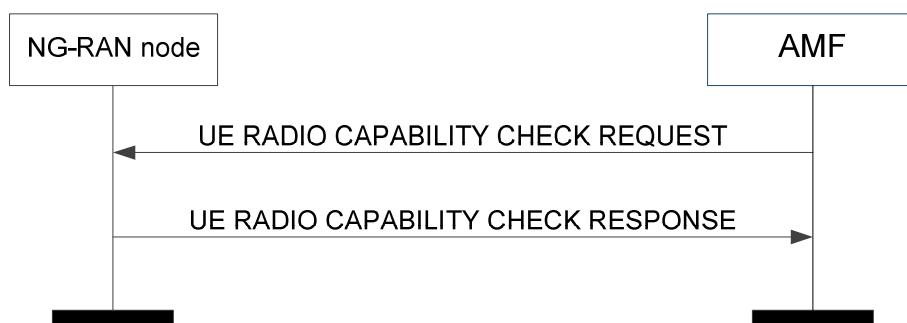 NG-RAN node
AMF
UE RADIO CAPABILITY CHECK REQUEST
UE RADIO CAPABILITY CHECK RESPONSE